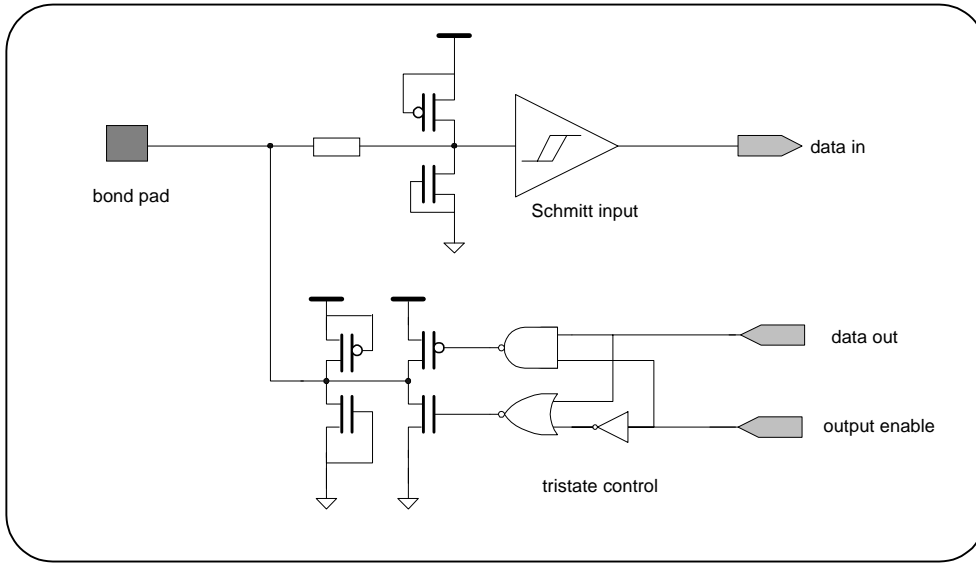 data in
bond pad
Schmitt input
data out
output enable
tristate control